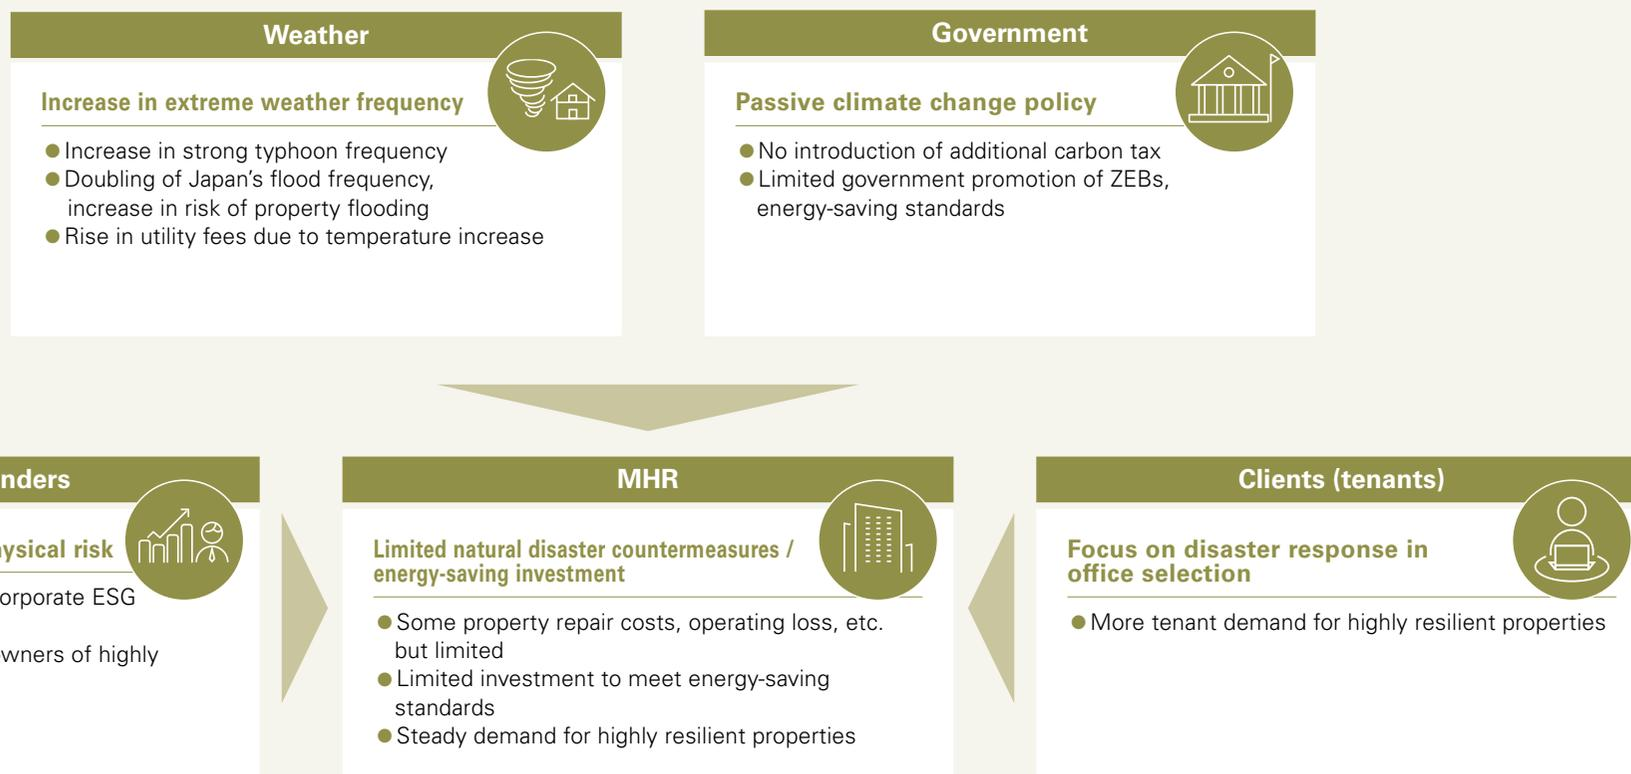 Weather
Increase in extreme weather frequency
●Increase in strong typhoon frequency
●Doubling of Japan’s flood frequency,
increase in risk of property flooding
●Rise in utility fees due to temperature increase
Government
Passive climate change policy
●No introduction of additional carbon tax
●Limited government promotion of ZEBs,
energy-saving standards
nders
ysical risk
orporate ESG
wners of highly
MHR
Limited natural disaster countermeasures /
energy-saving investment
●Some property repair costs, operating loss, etc.
but limited
●Limited investment to meet energy-saving
standards
●Steady demand for highly resilient properties
Clients (tenants)
Focus on disaster response in
office selection
●More tenant demand for highly resilient properties